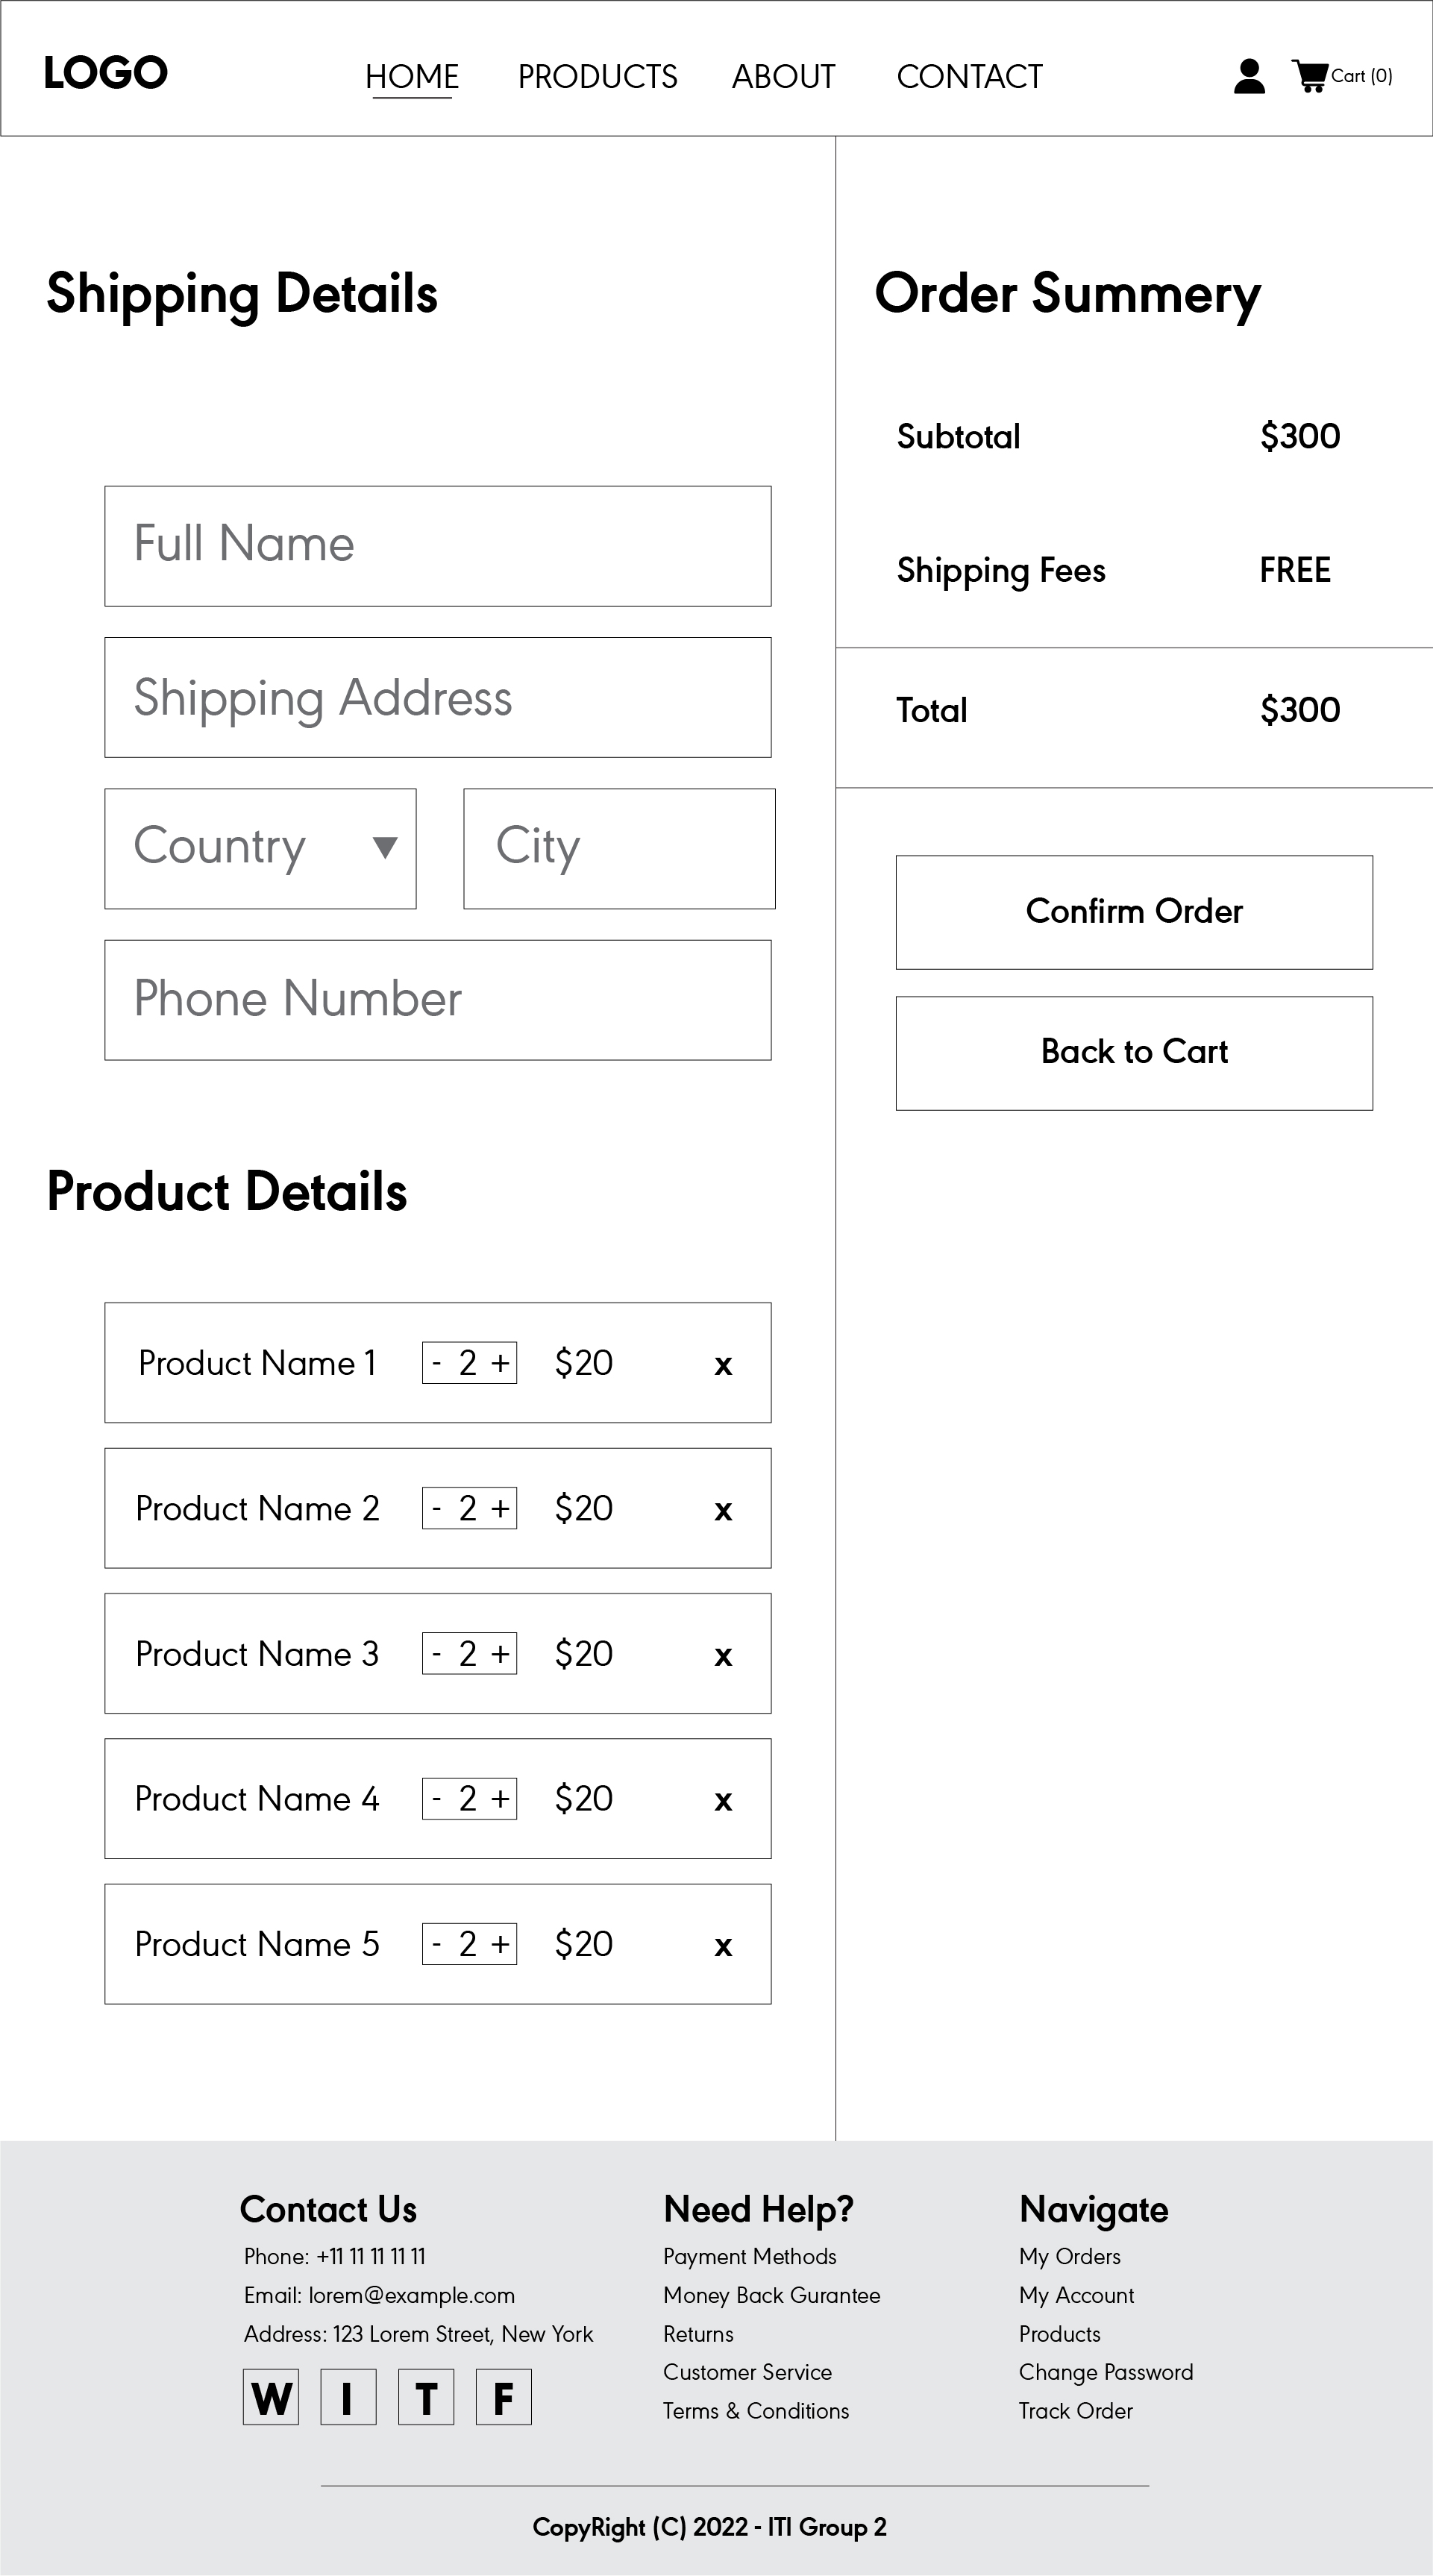 LOGO
HOME PRODUCTS ABOUT CONTACT
Cart (0)
Shipping Details
Full Name
Shipping Address
Country ▼ City
Phone Number
Product Details
Product Name 1 - 2 + $20 x
Product Name 2 - 2 + $20 x
Product Name 3 - 2 + $20 x
Product Name 4 - 2 + $20 x
Product Name 5 - 2 + $20 x
Order Summery
Subtotal $300
Shipping Fees FREE
Total $300
Confirm Order
Back to Cart
Contact Us
Phone: +11 11 11 11 11
Email: lorem@example.com
Address: 123 Lorem Street, New York
W I T F
Need Help?
Payment Methods
Money Back Gurantee
Returns
Customer Service
Terms & Conditions
Navigate
My Orders
My Account
Products
Change Password
Track Order
CopyRight (C) 2022 - ITI Group 2